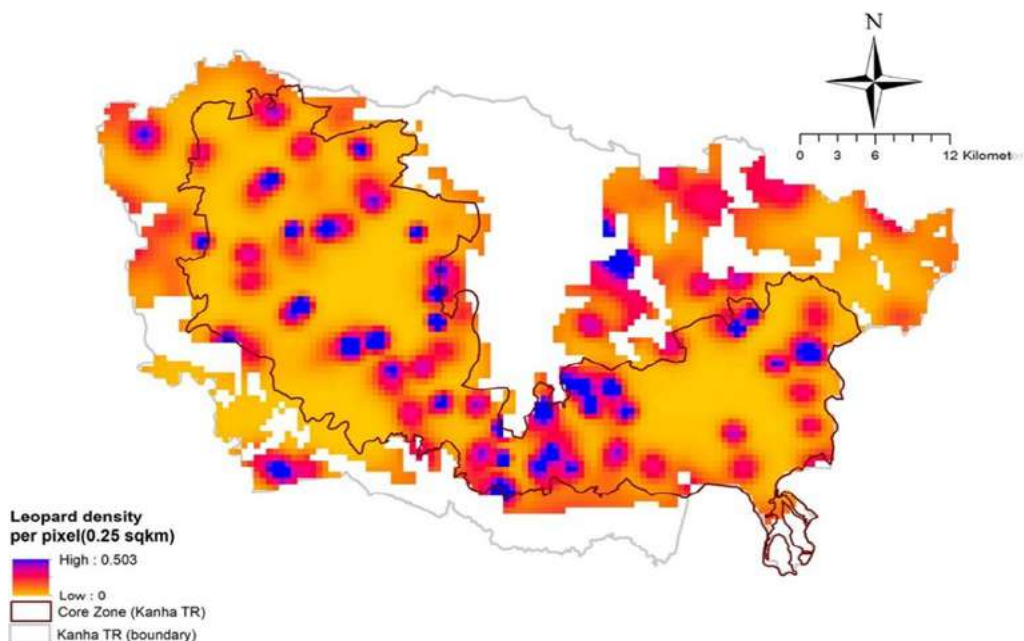 N
0 3 6 12 Kilomet
Leopard density
per pixel(0.25 sqkm)
High : 0.503
Low : 0
Core Zone (Kanha TR)
Kanha TR (boundary)